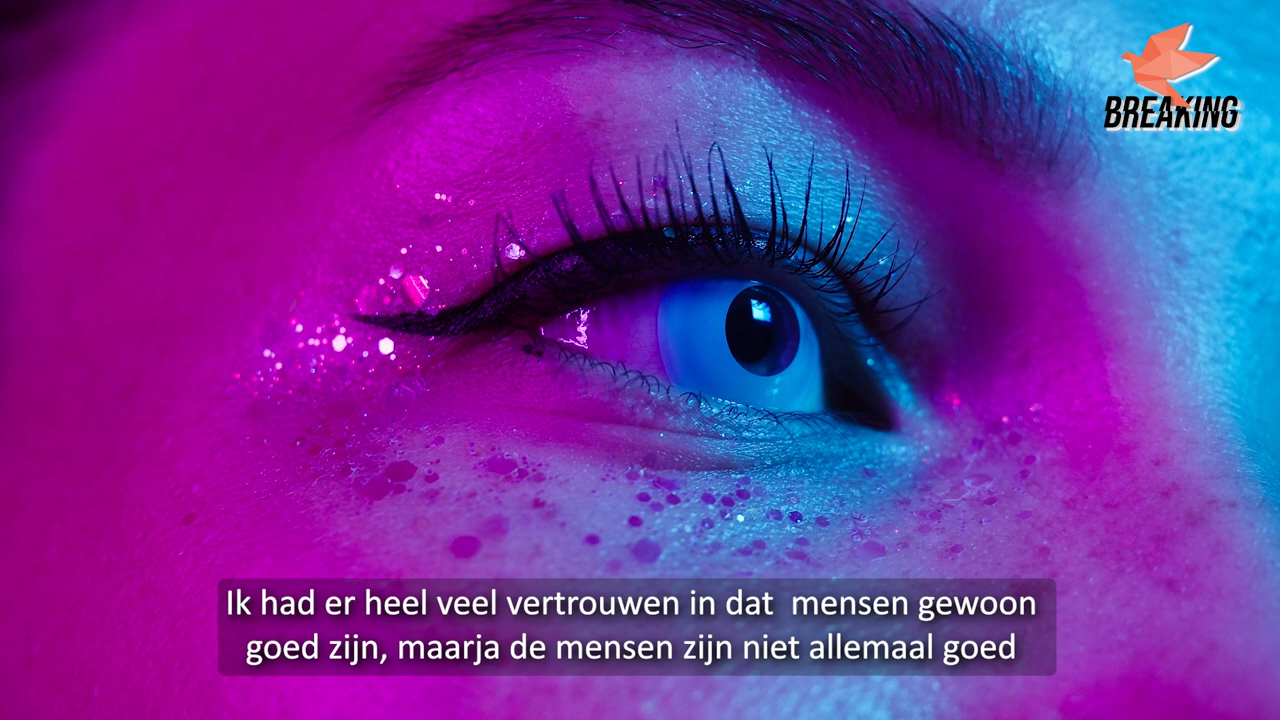 BREAKING
Ik had er heel veel vertrouwen in dat  mensen gewoon
goed zijn, maarja de mensen zijn niet allemaal goed